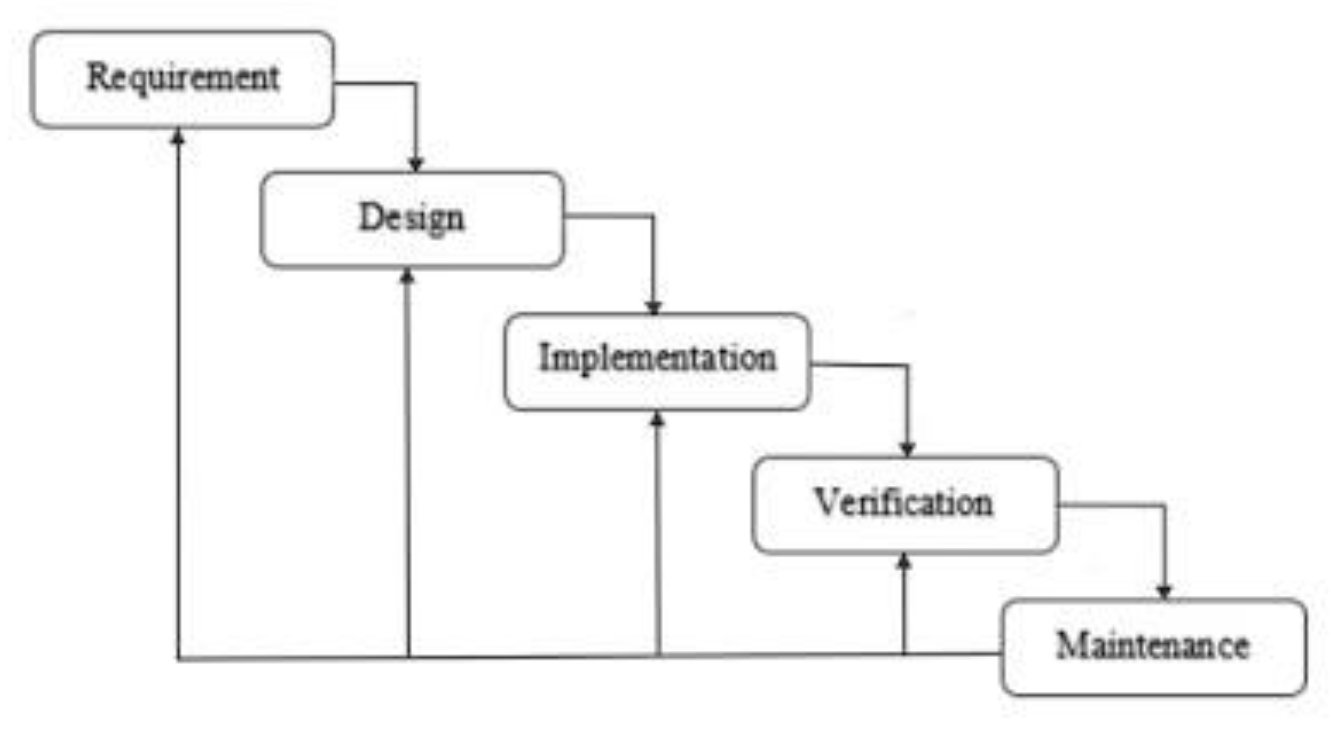 Requirement
Design
Implementation
Verification
Maintenance